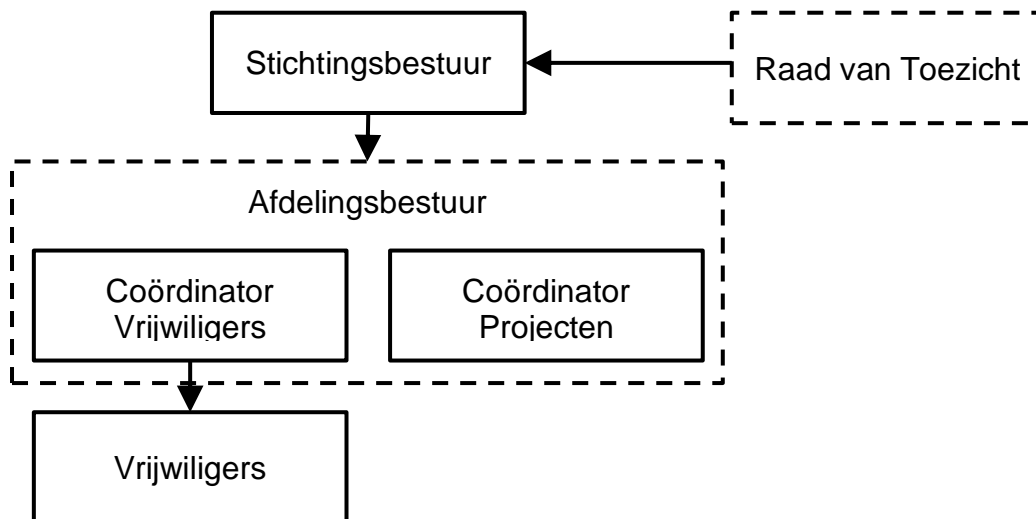 Stichtingsbestuur
Raad van Toezicht
Afdelingsbestuur
Coördinator
Vrijwiligers
Coördinator
Projecten
Vrijwiligers